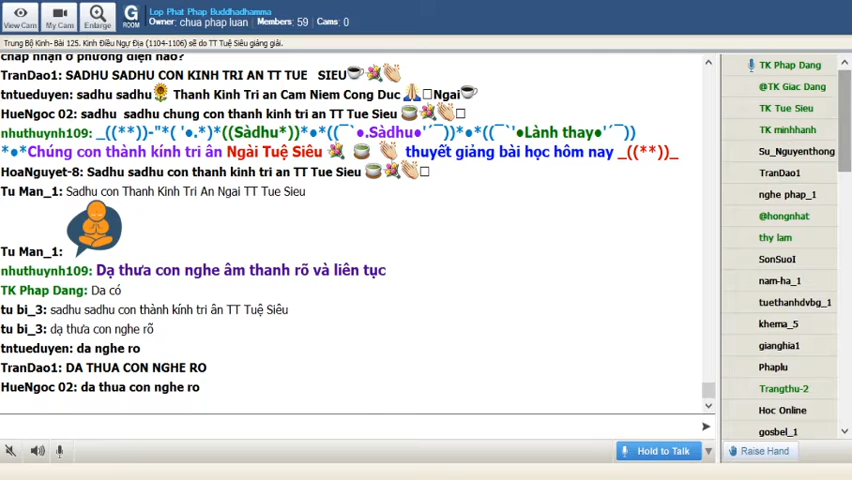 View Cam
My Cam
Enlarge
G
ROOM
Lop Phat Phap Buddhadhamma
Owner: chua phap luan Members: 59 Cams: 0
Trung Bộ Kinh- Bài 125. Kinh Điều Ngự Địa (1104-1106) sẽ do TT Tuệ Siêu giảng giải.
chấp nhận ở phương diện nào?
TranDao1: SADHU SADHU CON KINH TRI AN TT TUE SIEU
tntueduyen: sadhu sadhu Thanh Kinh Tri an Cam Niem Cong Duc Ngai
HueNgoc 02: sadhu sadhu chung con thanh kinh tri an TT Tue Sieu
nhuthuynh109: _((**))-"*( '●.*)*((Sàdhu*))*●*((¯`'●.Sàdhu●'´¯))*●*((¯`'●Lành thay●'´¯))
*●*Chúng con thành kính tri ân Ngài Tuệ Siêu thuyết giảng bài học hôm nay _((**))_
HoaNguyet-8: Sadhu sadhu con thanh kinh tri an TT Tue Sieu
Tu Man_1: Sadhu con Thanh Kinh Tri An Ngai TT Tue Sieu
Tu Man_1:
nhuthuynh109: Dạ thưa con nghe âm thanh rõ và liên tục
TK Phap Dang: Da có
tu bi_3: sadhu sadhu con thành kính tri ân TT Tuệ Siêu
tu bi_3: dạ thưa con nghe rõ
tntueduyen: da nghe ro
TranDao1: DA THUA CON NGHE RO
HueNgoc 02: da thua con nghe ro
Hold to Talk
TK Phap Dang
@TK Giac Dang
TK Tue Sieu
TK minhhanh
Su_Nguyenthong
TranDao1
nghe phap_1
@hongnhat
thy lam
SonSuoI
nam-ha_1
tuethanhdvbg_1
khema_5
gianghia1
Phaplu
Trangthu-2
Hoc Online
gosbel_1
Raise Hand